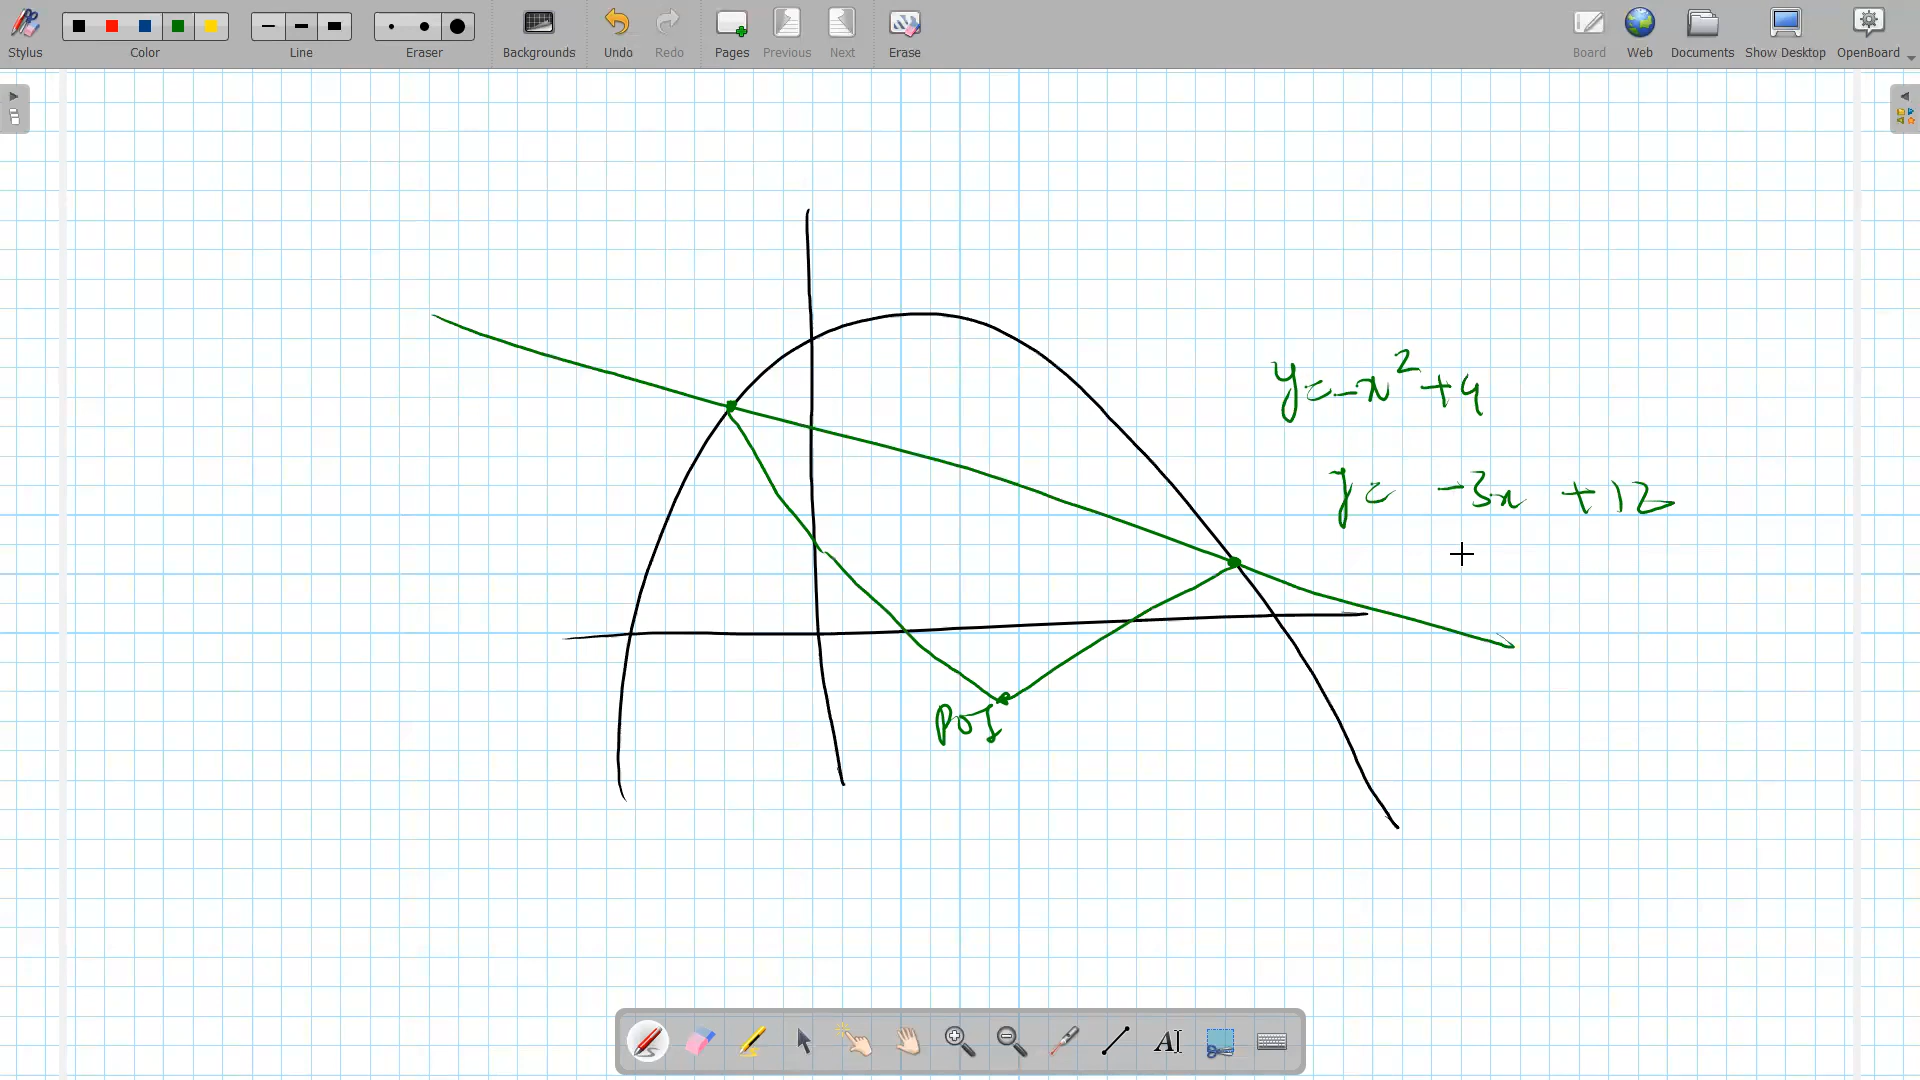 Stylus Color Line Eraser Backgrounds Undo Redo Pages Previous Next Erase Board Web Documents Show Desktop OpenBoard
y=-x²+4
y= -3x +12
POI